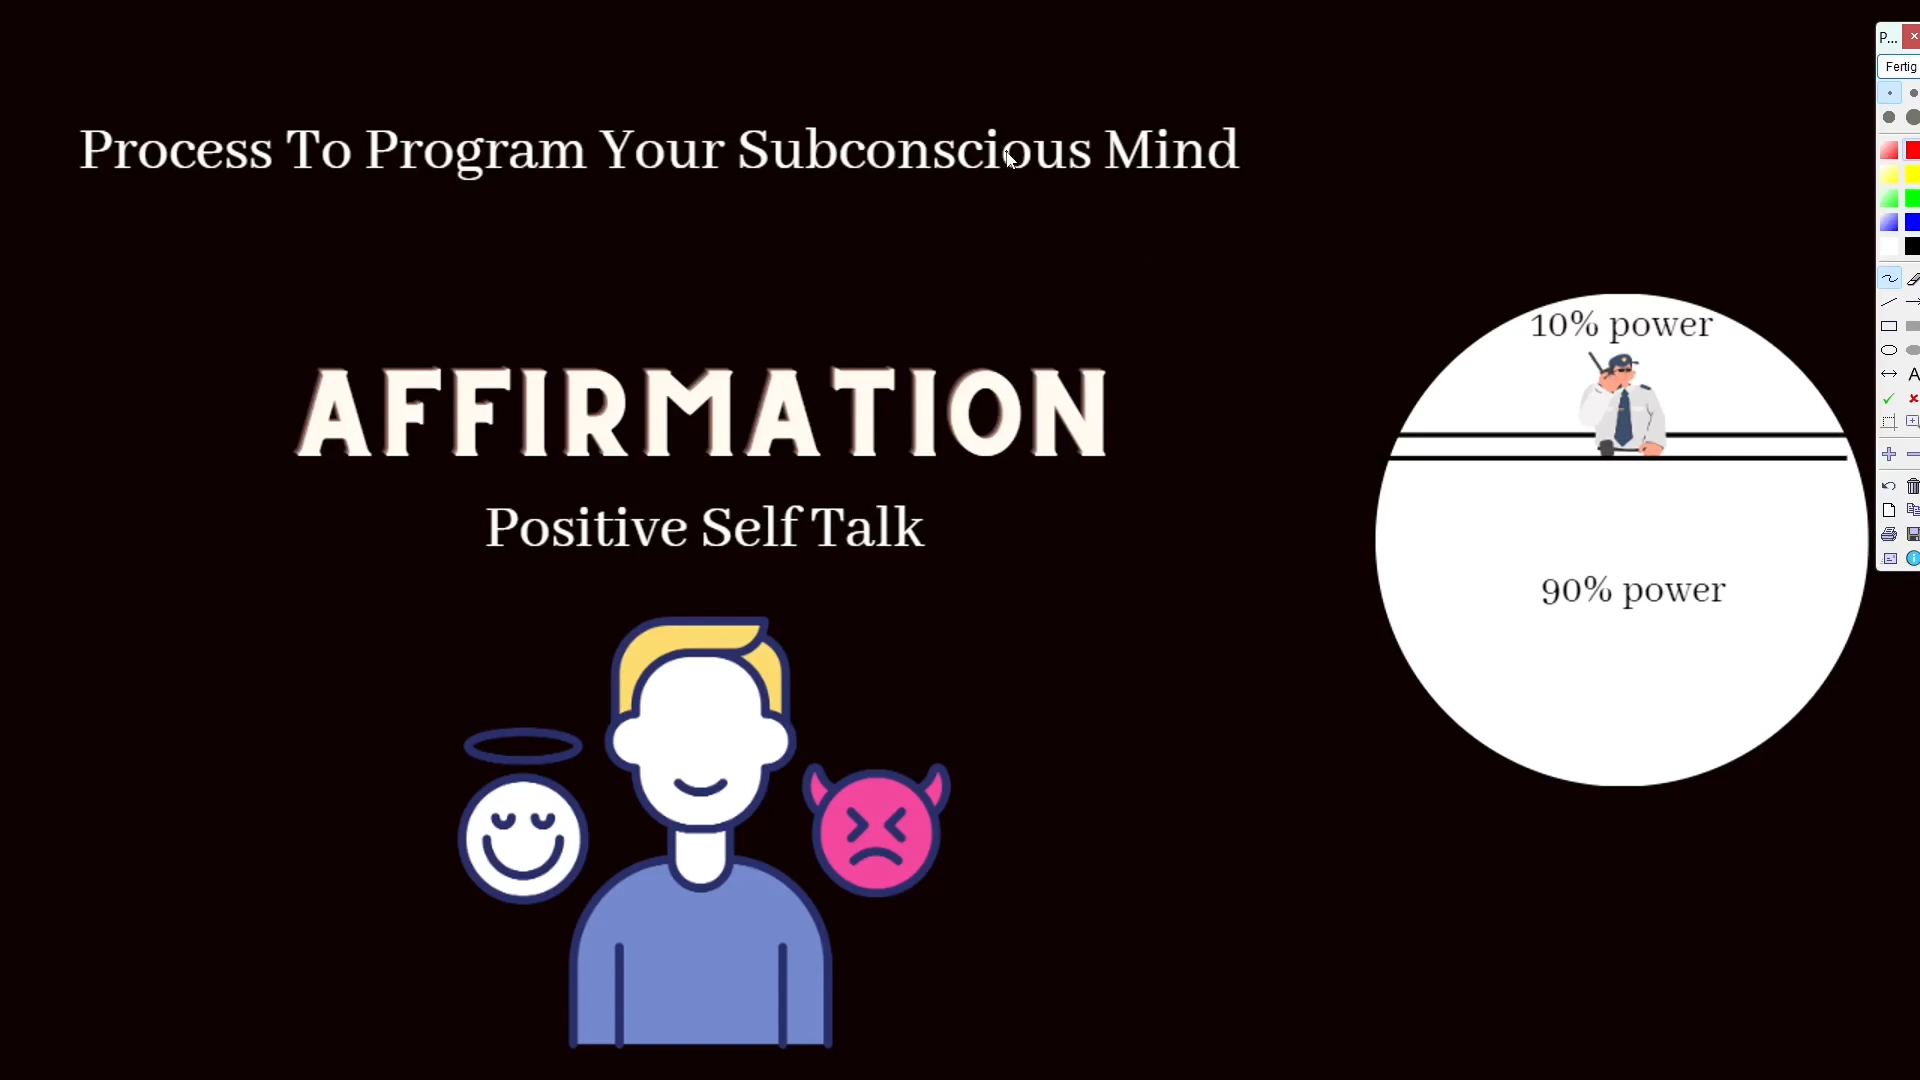 Process To Program Your Subconscious Mind
AFFIRMATION
Positive Self Talk
10% power
90% power
P...
Fertig
A